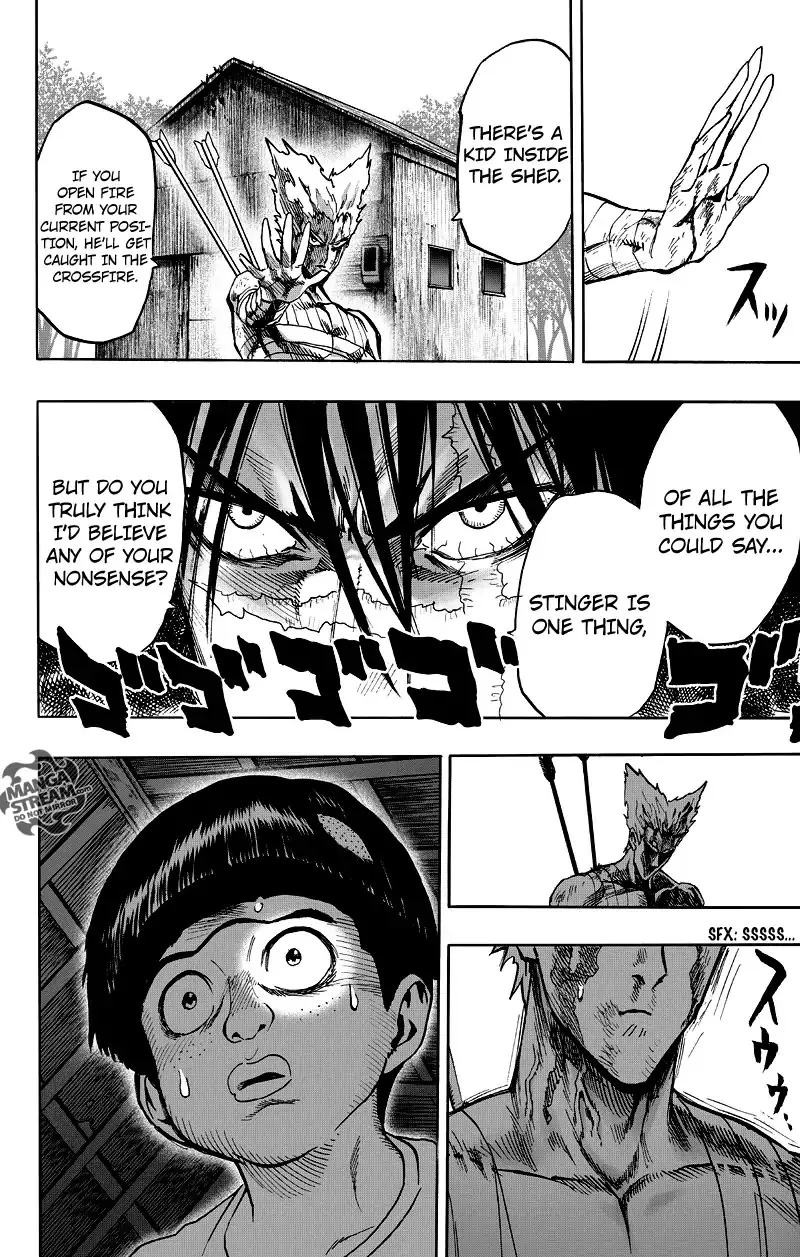 スッ
THERE'S A
KID INSIDE
THE SHED.
IF YOU
OPEN FIRE
FROM YOUR
CURRENT POSI-
TION, HE'LL GET
CAUGHT IN THE
CROSSFIRE.
OF ALL THE
THINGS YOU
COULD SAY...
STINGER IS
ONE THING,
BUT DO YOU
TRULY THINK
I'D BELIEVE
ANY OF YOUR
NONSENSE?
ゴゴゴゴゴゴ
SFX: SSSSS...
スゥゥ...
MANGA
STREAM.COM
DO NOT MIRROR!